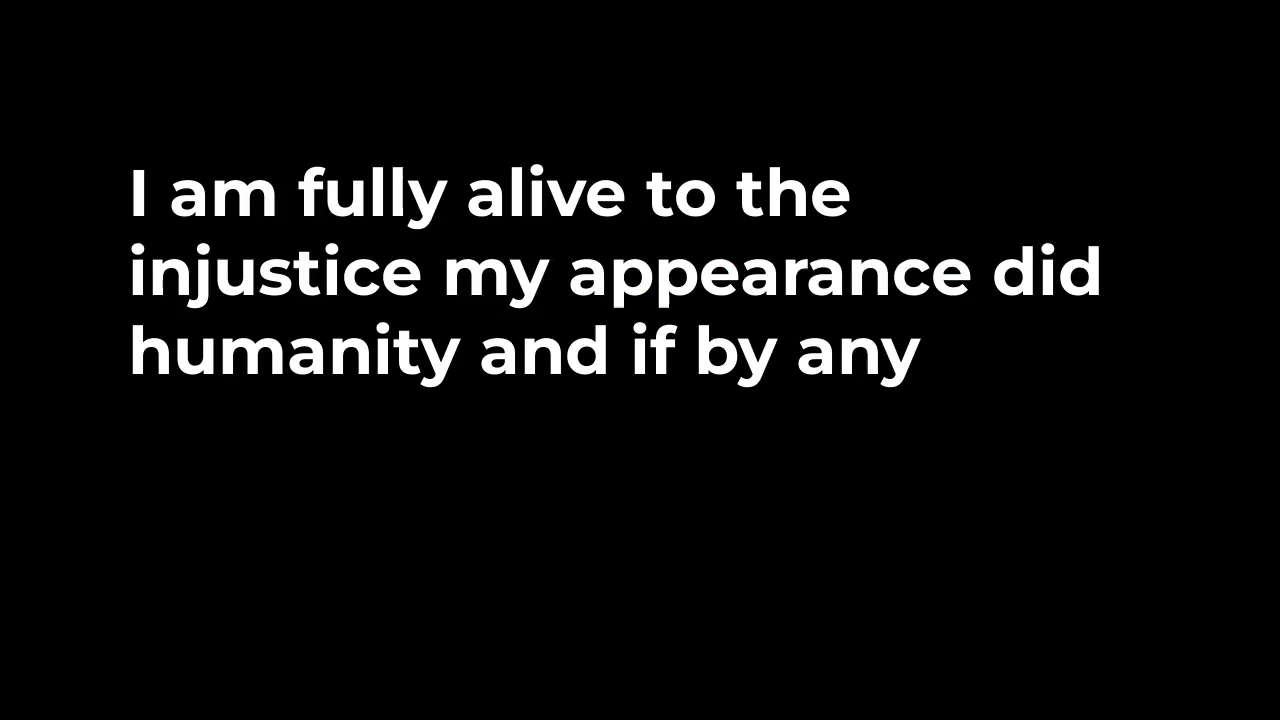 I am fully alive to the
injustice my appearance did
humanity and if by any